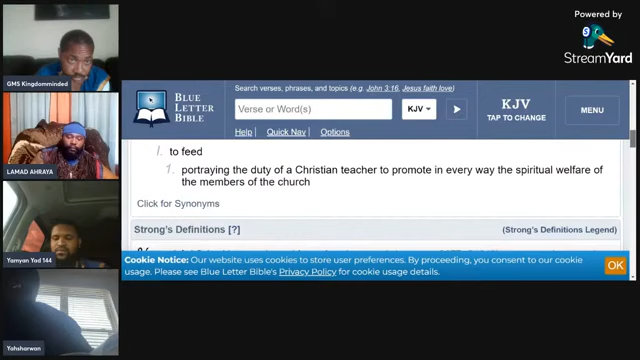 Powered by
StreamYard
GMS Kingdomminded
LAMAD AHRAYA
Yamyan Yad 144
Yahsharwan
BLUE
LETTER
BIBLE
Search verses, phrases, and topics (e.g. John 3:16, Jesus faith love)
Verse or Word(s)
KJV
Help
Quick Nav
Options
KJV
TAP TO CHANGE
MENU
I. to feed
1. portraying the duty of a Christian teacher to promote in every way the spiritual welfare of
the members of the church
Click for Synonyms
Strong's Definitions [?]
(Strong's Definitions Legend)
Cookie Notice: Our website uses cookies to store user preferences. By proceeding, you consent to our cookie
usage. Please see Blue Letter Bible's Privacy Policy for cookie usage details.
OK